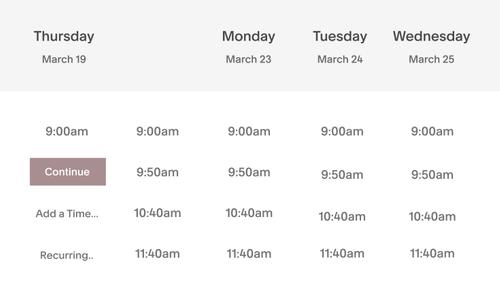 Thursday Monday Tuesday Wednesday
March 19 March 23 March 24 March 25
9:00am 9:00am 9:00am 9:00am 9:00am
Continue 9:50am 9:50am 9:50am 9:50am
Add a Time... 10:40am 10:40am 10:40am 10:40am
Recurring.. 11:40am 11:40am 11:40am 11:40am